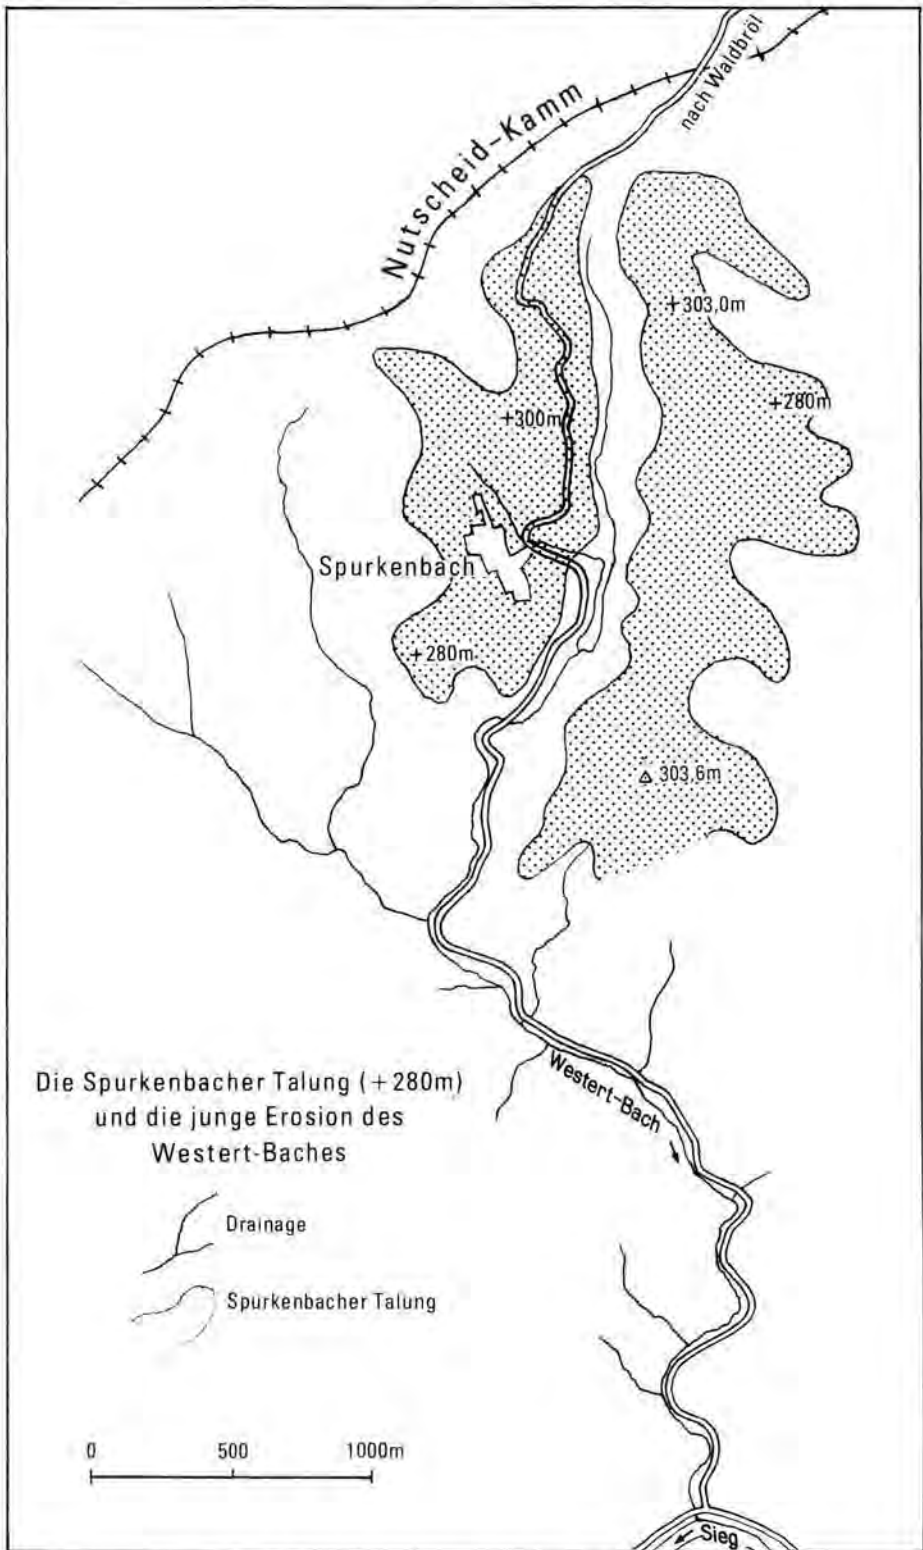 nach Waldbröl
Nutscheid-Kamm
+303,0m
+280m
+300m
Spurkenbach
+280m
303,6m
Westert-Bach
Die Spurkenbacher Talung (+280m)
und die junge Erosion des
Westert-Baches
Drainage
Spurkenbacher Talung
0 500 1000m
Sieg